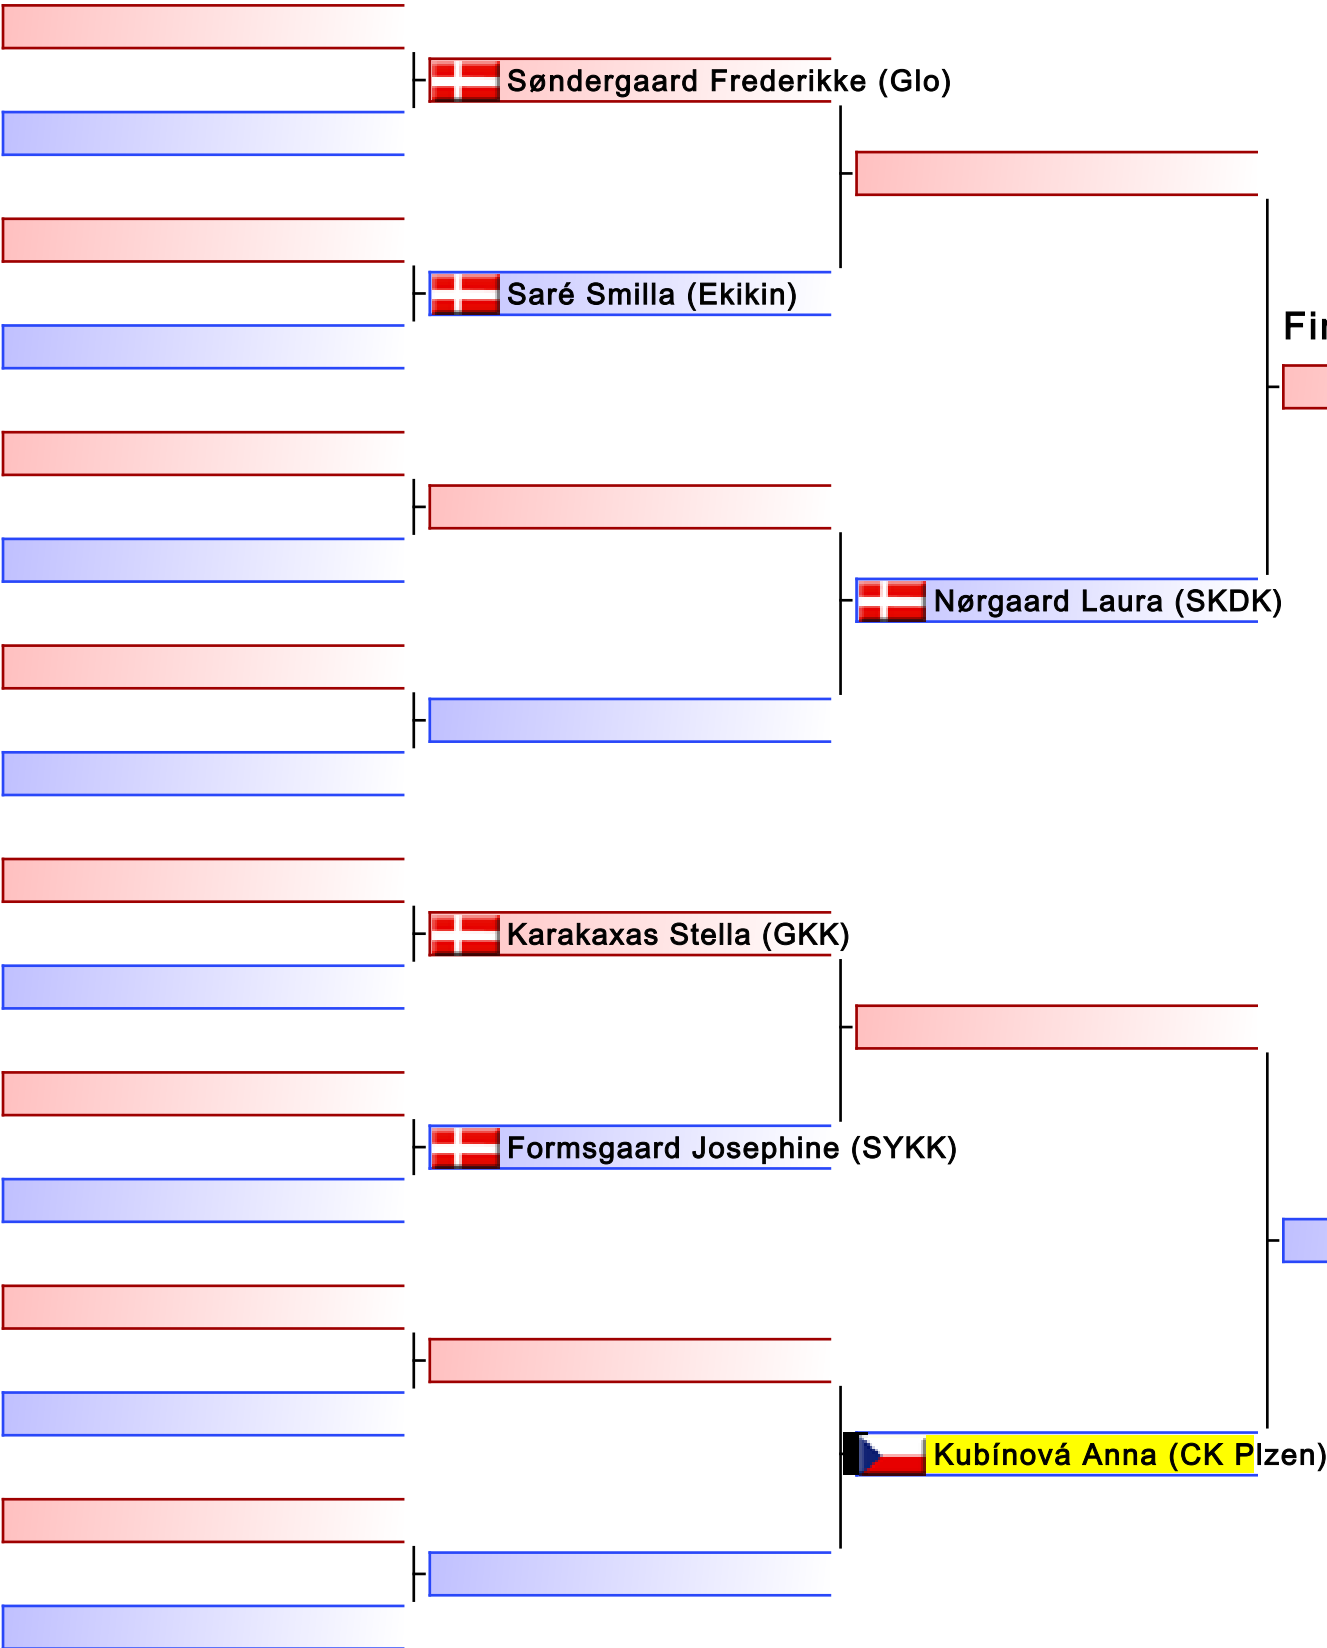 Søndergaard Frederikke (Glo)
Saré Smilla (Ekikin)
Nørgaard Laura (SKDK)
Karakaxas Stella (GKK)
Formsgaard Josephine (SYKK)
Kubínová Anna (CK Plzen)